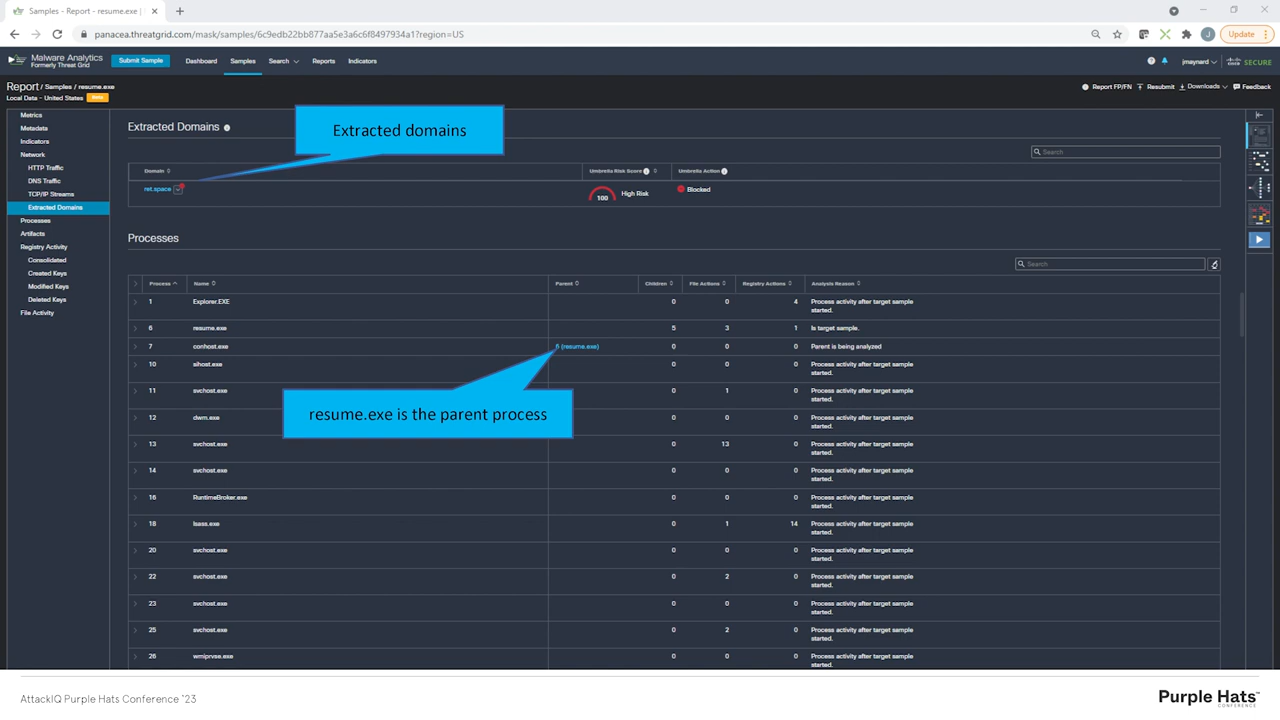 Samples - Report - resume.exe |
panacea.threatgrid.com/mask/samples/6c9edb22bb877aa5e3a6c6f8497934a1?region=US
J
Update
Malware Analytics
Formerly Threat Grid
Submit Sample
Dashboard
Samples
Search
Reports
Indicators
jmaynard
cisco SECURE
Report / Samples / resume.exe
Local Data - United States
Beta
Report FP/FN
Resubmit
Downloads
Feedback
Metrics
Metadata
Indicators
Network
HTTP Traffic
DNS Traffic
TCP/IP Streams
Extracted Domains
Processes
Artifacts
Registry Activity
Consolidated
Created Keys
Modified Keys
Deleted Keys
File Activity
Extracted Domains
Extracted domains
Search
Domain Umbrella Risk Score Umbrella Action
ret.space 100 High Risk Blocked
Processes
Search
Process Name Parent Children File Actions Registry Actions Analysis Reason
1 Explorer.EXE 0 0 4 Process activity after target sample
started.
6 resume.exe 5 3 1 Is target sample.
7 conhost.exe 6 (resume.exe) 0 0 0 Parent is being analyzed
10 sihost.exe 0 0 0 Process activity after target sample
started.
11 svchost.exe 0 1 0 Process activity after target sample
started.
resume.exe is the parent process
12 dwm.exe 0 0 0 Process activity after target sample
started.
13 svchost.exe 0 13 0 Process activity after target sample
started.
14 svchost.exe 0 0 0 Process activity after target sample
started.
16 RuntimeBroker.exe 0 0 0 Process activity after target sample
started.
18 lsass.exe 0 1 14 Process activity after target sample
started.
20 svchost.exe 0 0 0 Process activity after target sample
started.
22 svchost.exe 0 2 0 Process activity after target sample
started.
23 svchost.exe 0 0 0 Process activity after target sample
started.
25 svchost.exe 0 2 0 Process activity after target sample
started.
26 wmiprvse.exe 0 0 0 Process activity after target sample
started.
AttackIQ Purple Hats Conference '23
Purple Hats™
CONFERENCE